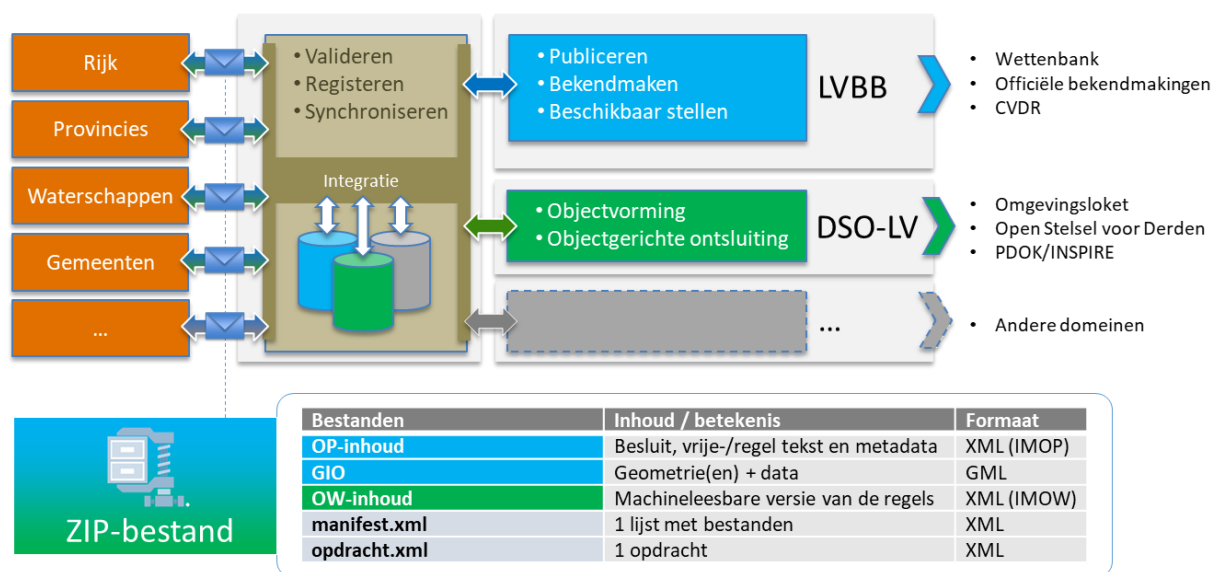 Rijk
Provincies
Waterschappen
Gemeenten
...
• Valideren
• Registeren
• Synchroniseren
Integratie
• Publiceren
• Bekendmaken
• Beschikbaar stellen
LVBB
• Wettenbank
• Officiële bekendmakingen
• CVDR
• Objectvorming
• Objectgerichte ontsluiting
DSO-LV
• Omgevingsloket
• Open Stelsel voor Derden
• PDOK/INSPIRE
...
• Andere domeinen
ZIP-bestand
Bestanden Inhoud / betekenis Formaat
OP-inhoud Besluit, vrije-/regel tekst en metadata XML (IMOP)
GIO Geometrie(en) + data GML
OW-inhoud Machineleesbare versie van de regels XML (IMOW)
manifest.xml 1 lijst met bestanden XML
opdracht.xml 1 opdracht XML